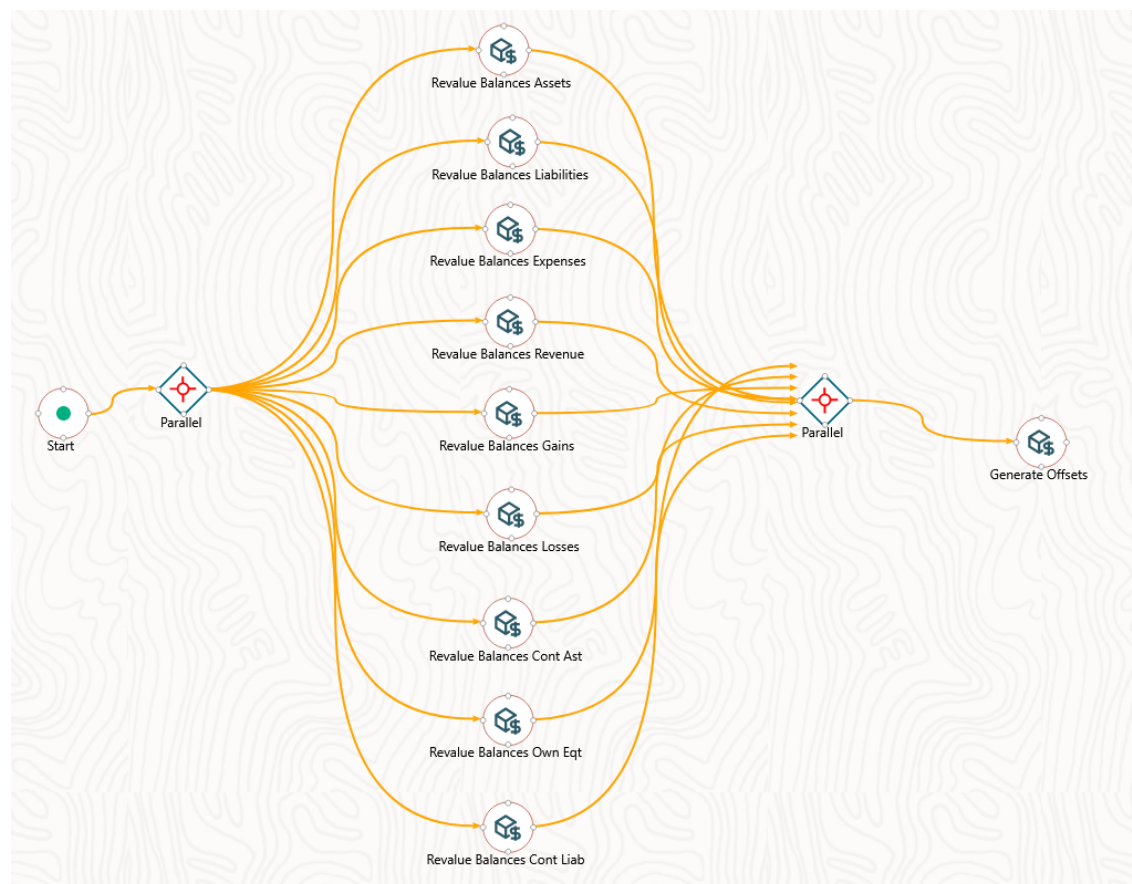 Revalue Balances Assets
Revalue Balances Liabilities
Revalue Balances Expenses
Revalue Balances Revenue
Start
Parallel
Revalue Balances Gains
Parallel
Generate Offsets
Revalue Balances Losses
Revalue Balances Cont Ast
Revalue Balances Own Eqt
Revalue Balances Cont Liab